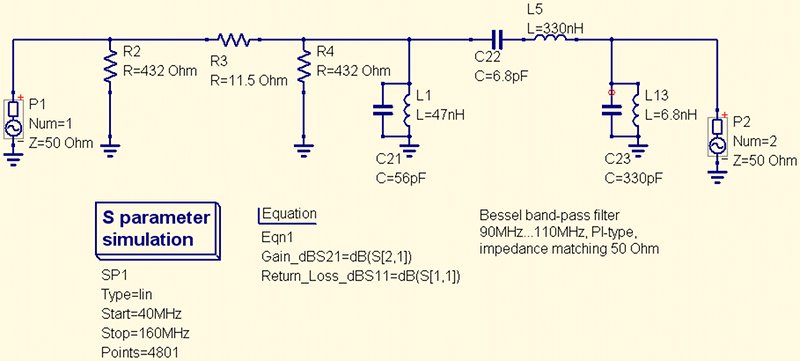 L5
L=330nH
R2
R=432 Ohm
R3
R=11.5 Ohm
R4
R=432 Ohm
C22
C=6.8pF
P1
Num=1
Z=50 Ohm
L1
L=47nH
L13
L=6.8nH
P2
Num=2
Z=50 Ohm
C21
C=56pF
C23
C=330pF
S parameter
simulation
SP1
Type=lin
Start=40MHz
Stop=160MHz
Points=4801
Equation
Eqn1
Gain_dBS21=dB(S[2,1])
Return_Loss_dBS11=dB(S[1,1])
Bessel band-pass filter
90MHz...110MHz, PI-type,
impedance matching 50 Ohm